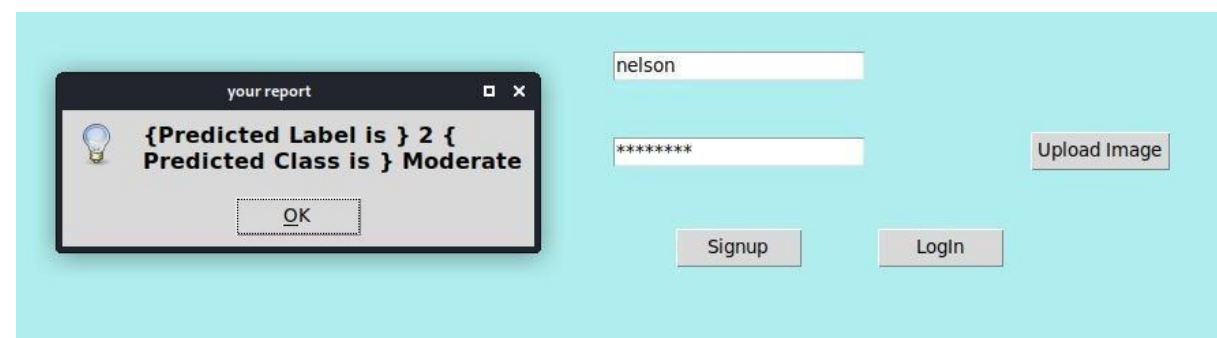 nelson
your report
{Predicted Label is } 2 {
Predicted Class is } Moderate
********
Upload Image
OK
Signup
LogIn